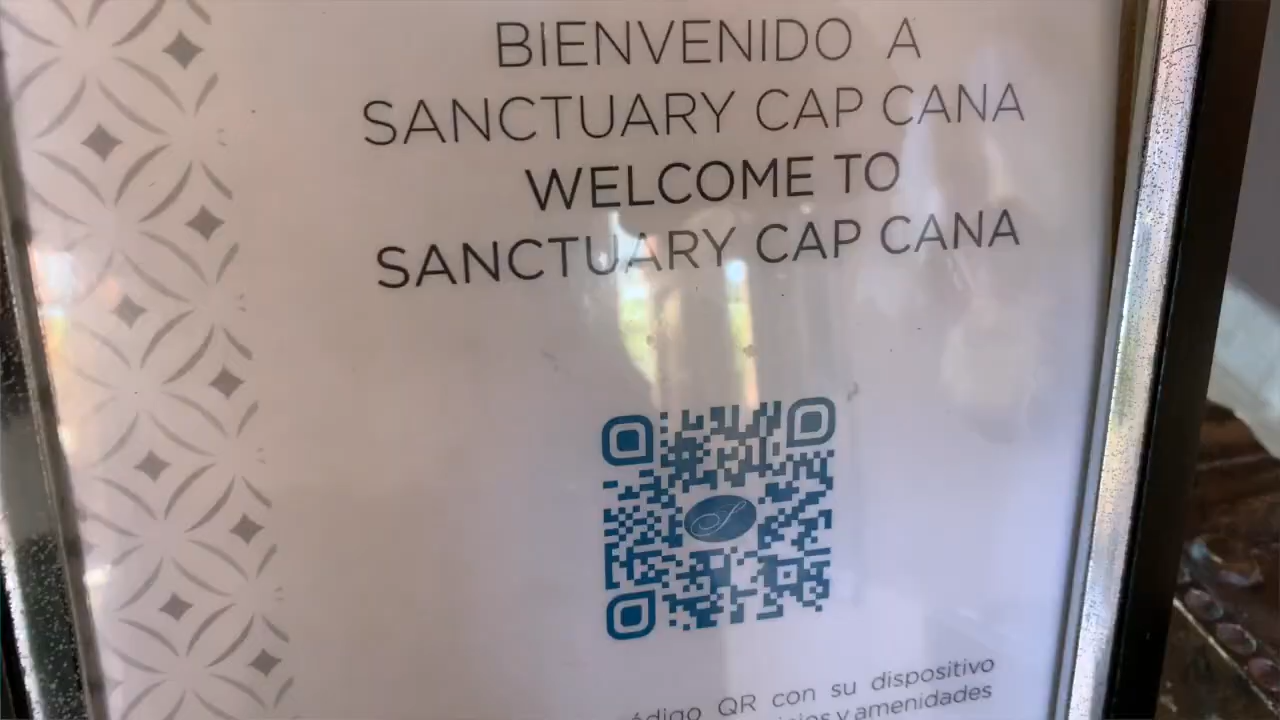 BIENVENIDO A
SANCTUARY CAP CANA
WELCOME TO
SANCTUARY CAP CANA
QR con su dispositivo
y amenidades